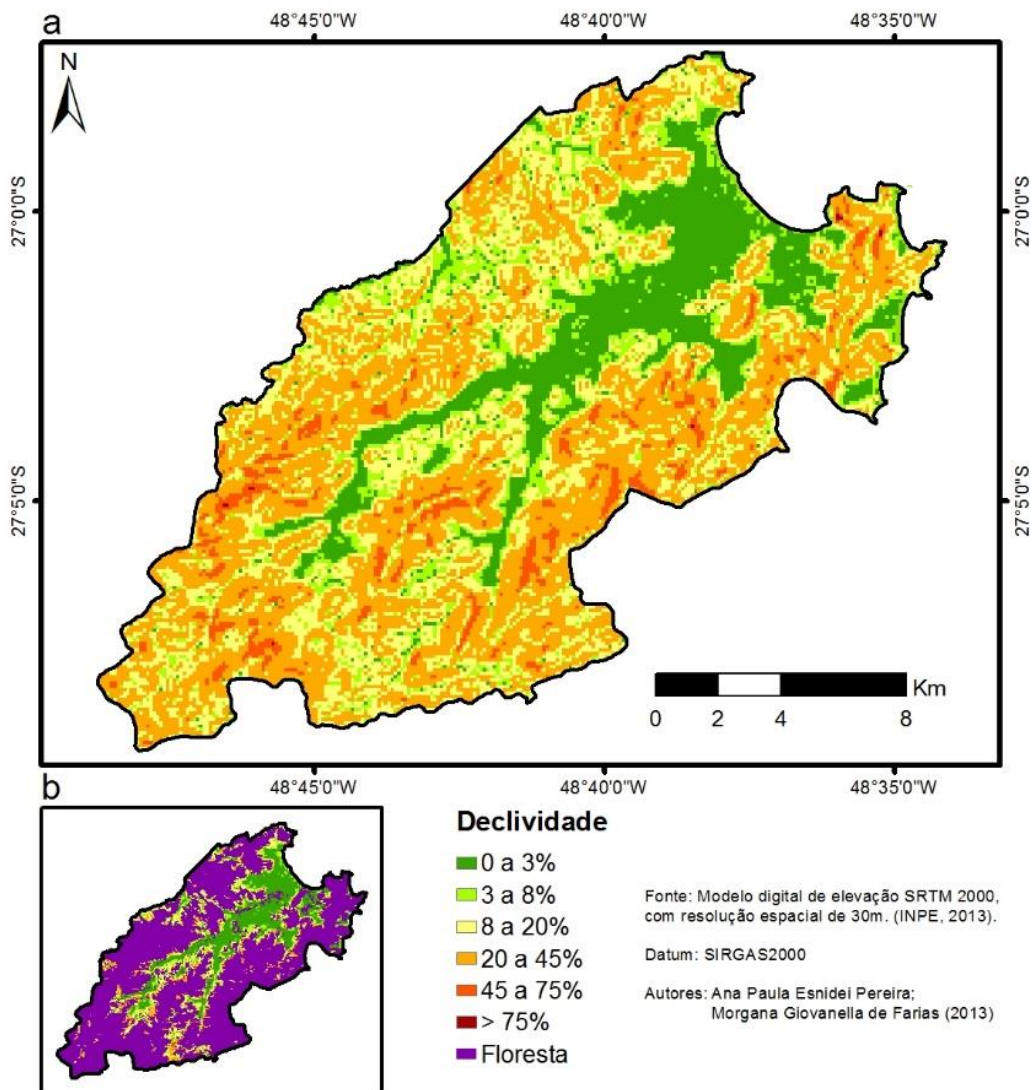 a
48°45'0"W 48°40'0"W 48°35'0"W
N
27°0'0"S 27°0'0"S
27°5'0"S 27°5'0"S
Km
0 2 4 8
48°45'0"W 48°40'0"W 48°35'0"W
b
Declividade
0 a 3%
3 a 8%
8 a 20%
20 a 45%
45 a 75%
> 75%
Floresta
Fonte: Modelo digital de elevação SRTM 2000,
com resolução espacial de 30m. (INPE, 2013).
Datum: SIRGAS2000
Autores: Ana Paula Esnidei Pereira;
Morgana Giovanella de Farias (2013)